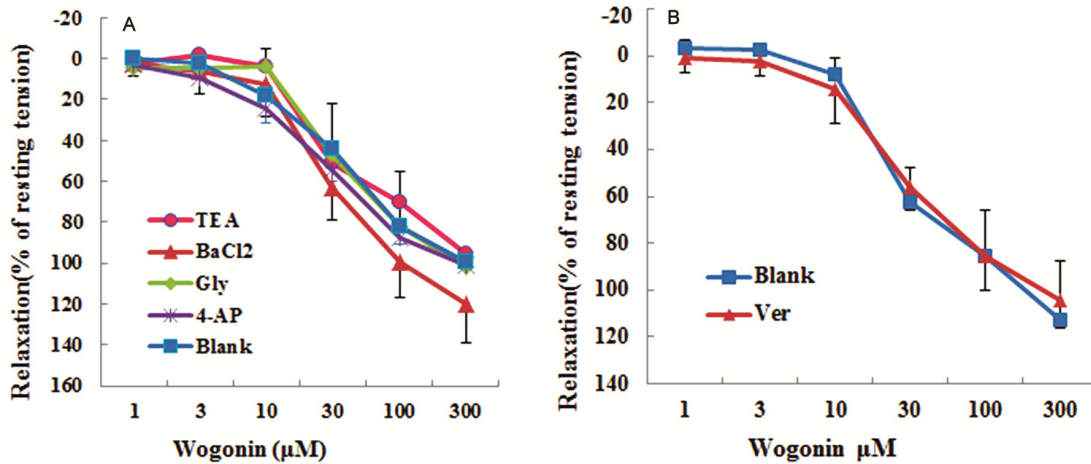 A
-20
0
20
40
60
80
100
120
140
160
Relaxation(% of resting tension)
TEA
BaCl2
Gly
4-AP
Blank
1 3 10 30 100 300
Wogonin (μM)
B
-20
0
20
40
60
80
100
120
140
Relaxation(% of resting tension)
Blank
Ver
1 3 10 30 100 300
Wogonin μM